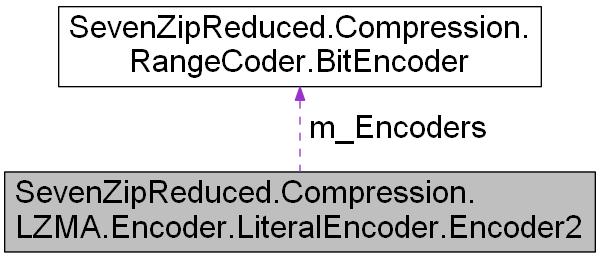 SevenZipReduced.Compression.
RangeCoder.BitEncoder
m_Encoders
SevenZipReduced.Compression.
LZMA.Encoder.LiteralEncoder.Encoder2